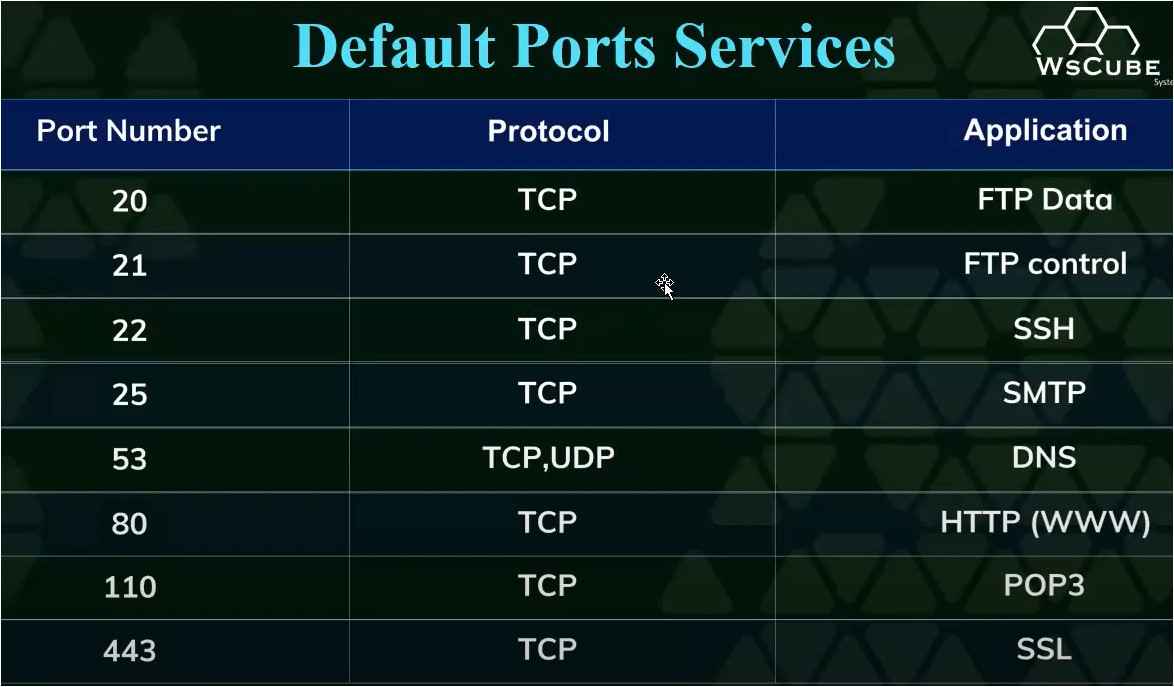 Default Ports Services
WSCUBE
Syste
Port Number Protocol Application
20 TCP FTP Data
21 TCP FTP control
22 TCP SSH
25 TCP SMTP
53 TCP,UDP DNS
80 TCP HTTP (WWW)
110 TCP POP3
443 TCP SSL